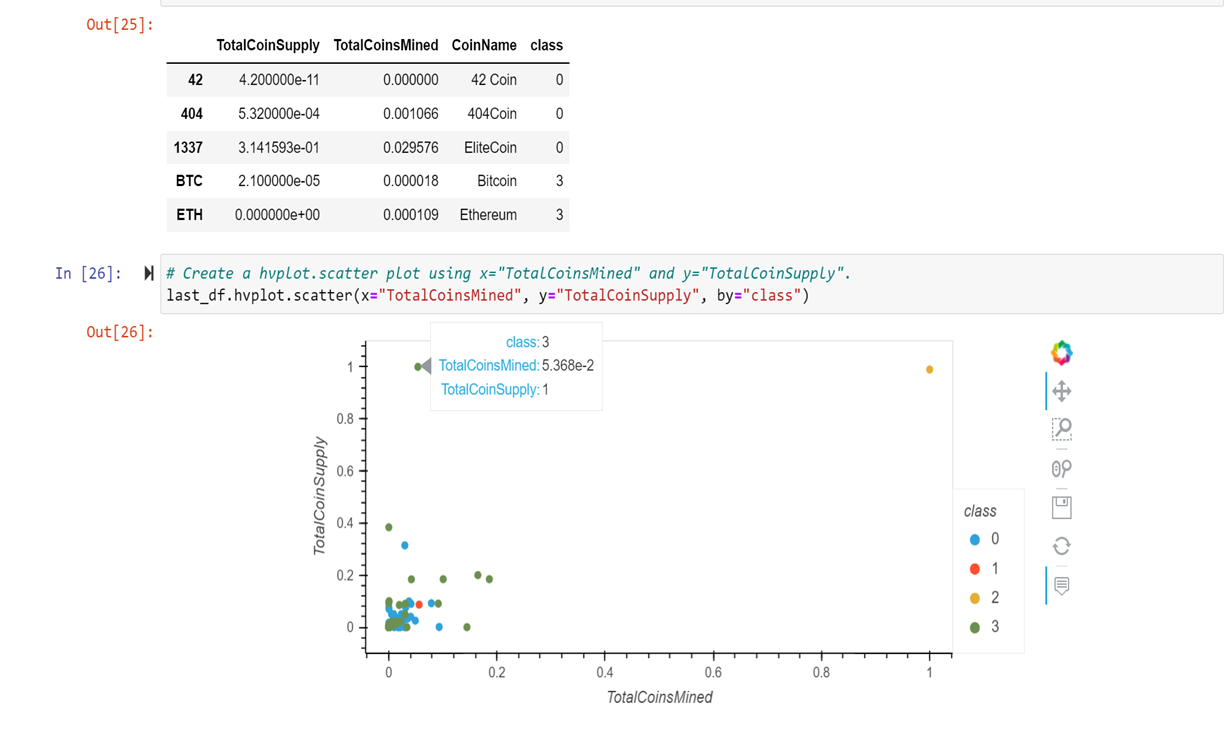 Out[25]:
TotalCoinSupply TotalCoinsMined CoinName class
42 4.200000e-11 0.000000 42 Coin 0
404 5.320000e-04 0.001066 404Coin 0
1337 3.141593e-01 0.029576 EliteCoin 0
BTC 2.100000e-05 0.000018 Bitcoin 3
ETH 0.000000e+00 0.000109 Ethereum 3
In [26]: # Create a hvplot.scatter plot using x="TotalCoinsMined" and y="TotalCoinSupply".
last_df.hvplot.scatter(x="TotalCoinsMined", y="TotalCoinSupply", by="class")
Out[26]:
class: 3
TotalCoinsMined: 5.368e-2
TotalCoinSupply: 1
1
0.8
0.6
0.4
0.2
0
TotalCoinSupply
0 0.2 0.4 0.6 0.8 1
TotalCoinsMined
class
0
1
2
3